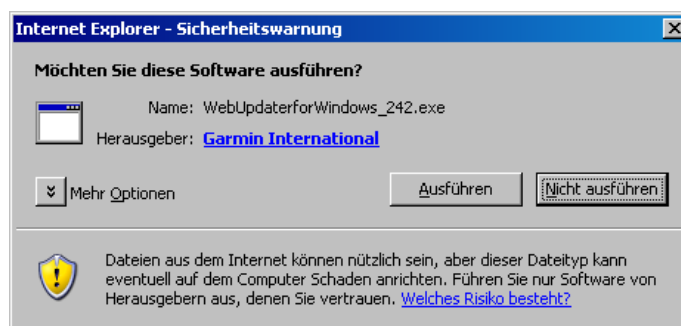 Internet Explorer - Sicherheitswarnung
Möchten Sie diese Software ausführen?
Name: WebUpdaterforWindows_242.exe
Herausgeber: Garmin International
Mehr Optionen
Ausführen
Nicht ausführen
Dateien aus dem Internet können nützlich sein, aber dieser Dateityp kann
eventuell auf dem Computer Schaden anrichten. Führen Sie nur Software von
Herausgebern aus, denen Sie vertrauen. Welches Risiko besteht?